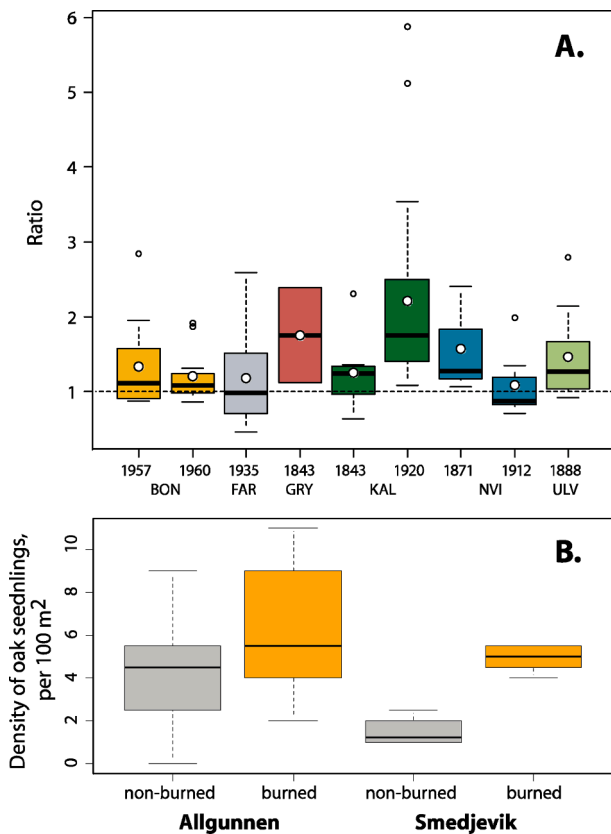 A.
6
5
4
3
2
1
Ratio
1957 1960 1935 1843 1843 1920 1871 1912 1888
BON FAR GRY KAL NVI ULV
B.
10
8
6
4
2
0
Density of oak seednlings,
per 100 m2
non-burned burned non-burned burned
Allgunnen Smedjevik